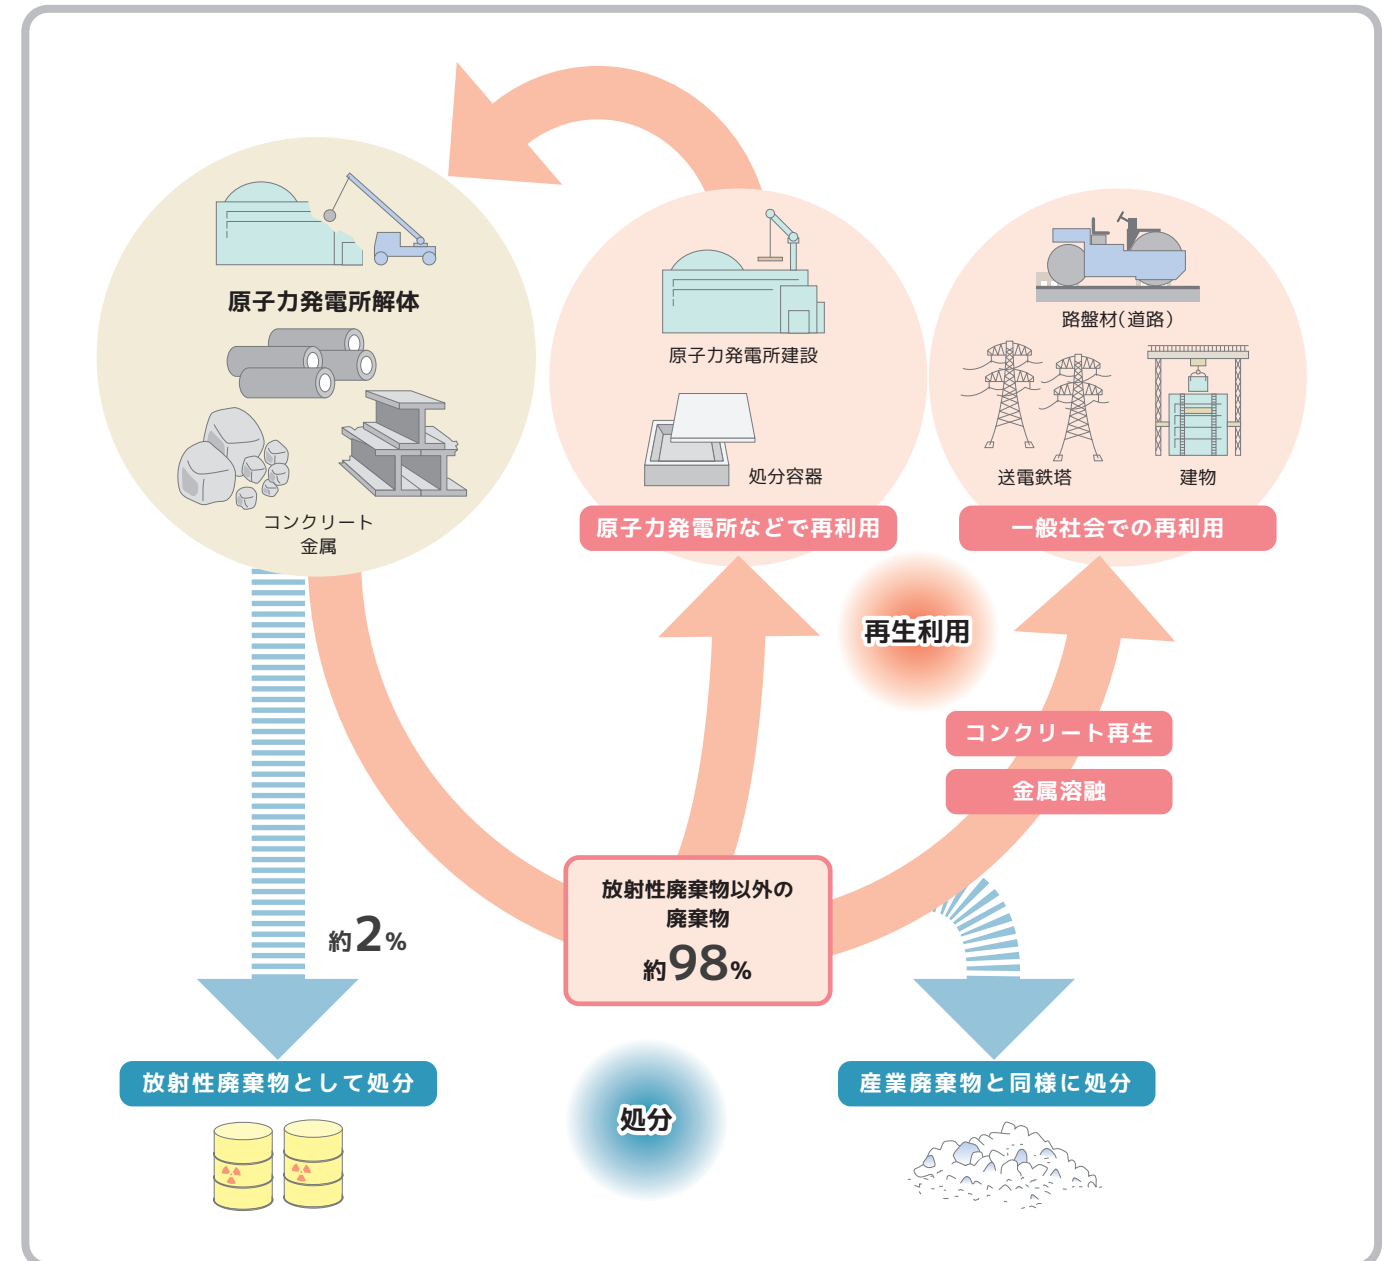 原子力発電所解体
コンクリート
金属
原子力発電所建設
処分容器
原子力発電所などで再利用
路盤材(道路)
送電鉄塔
建物
一般社会での再利用
再生利用
コンクリート再生
金属溶融
放射性廃棄物以外の
廃棄物
約98%
約2%
放射性廃棄物として処分
処分
産業廃棄物と同様に処分